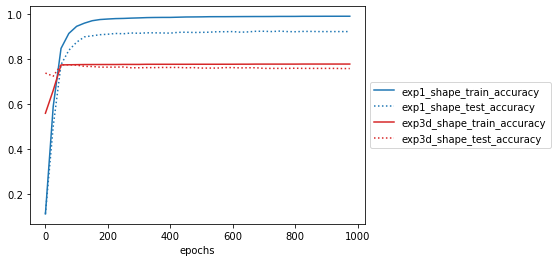 1.0
0.8
0.6
0.4
0.2
0 200 400 600 800 1000
epochs
exp1_shape_train_accuracy
exp1_shape_test_accuracy
exp3d_shape_train_accuracy
exp3d_shape_test_accuracy